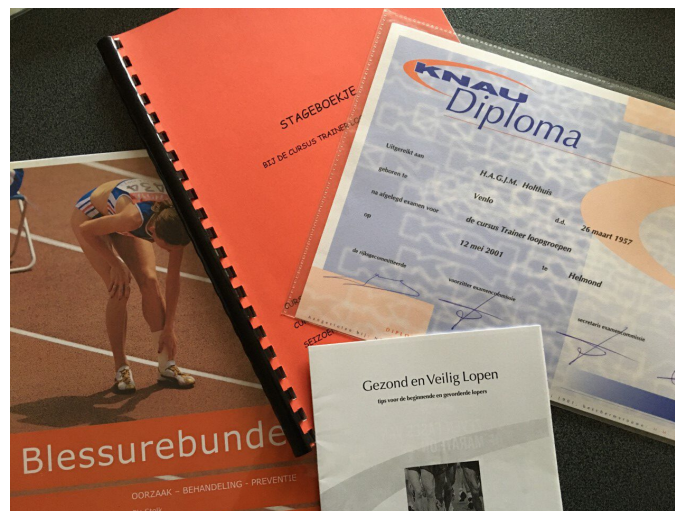 STAGEBOEKJE
BIJ DE CURSUS TRAINER
KNAU
Diploma
Uitgereikt aan
H.A.G.J.M. Holthuis
geboren te
Venlo
d.d.
26 maart 1957
na afgelegd examen voor
de cursus Trainer loopgroepen
op
12 mei 2001
te
Helmond
de rijksgecommitteerde
voorzitter examencommissie
secretaris examencommissie
Gezond en Veilig Lopen
tips voor de beginnende en gevorderde lopers
Blessurebunde
OORZAAK – BEHANDELING - PREVENTIE